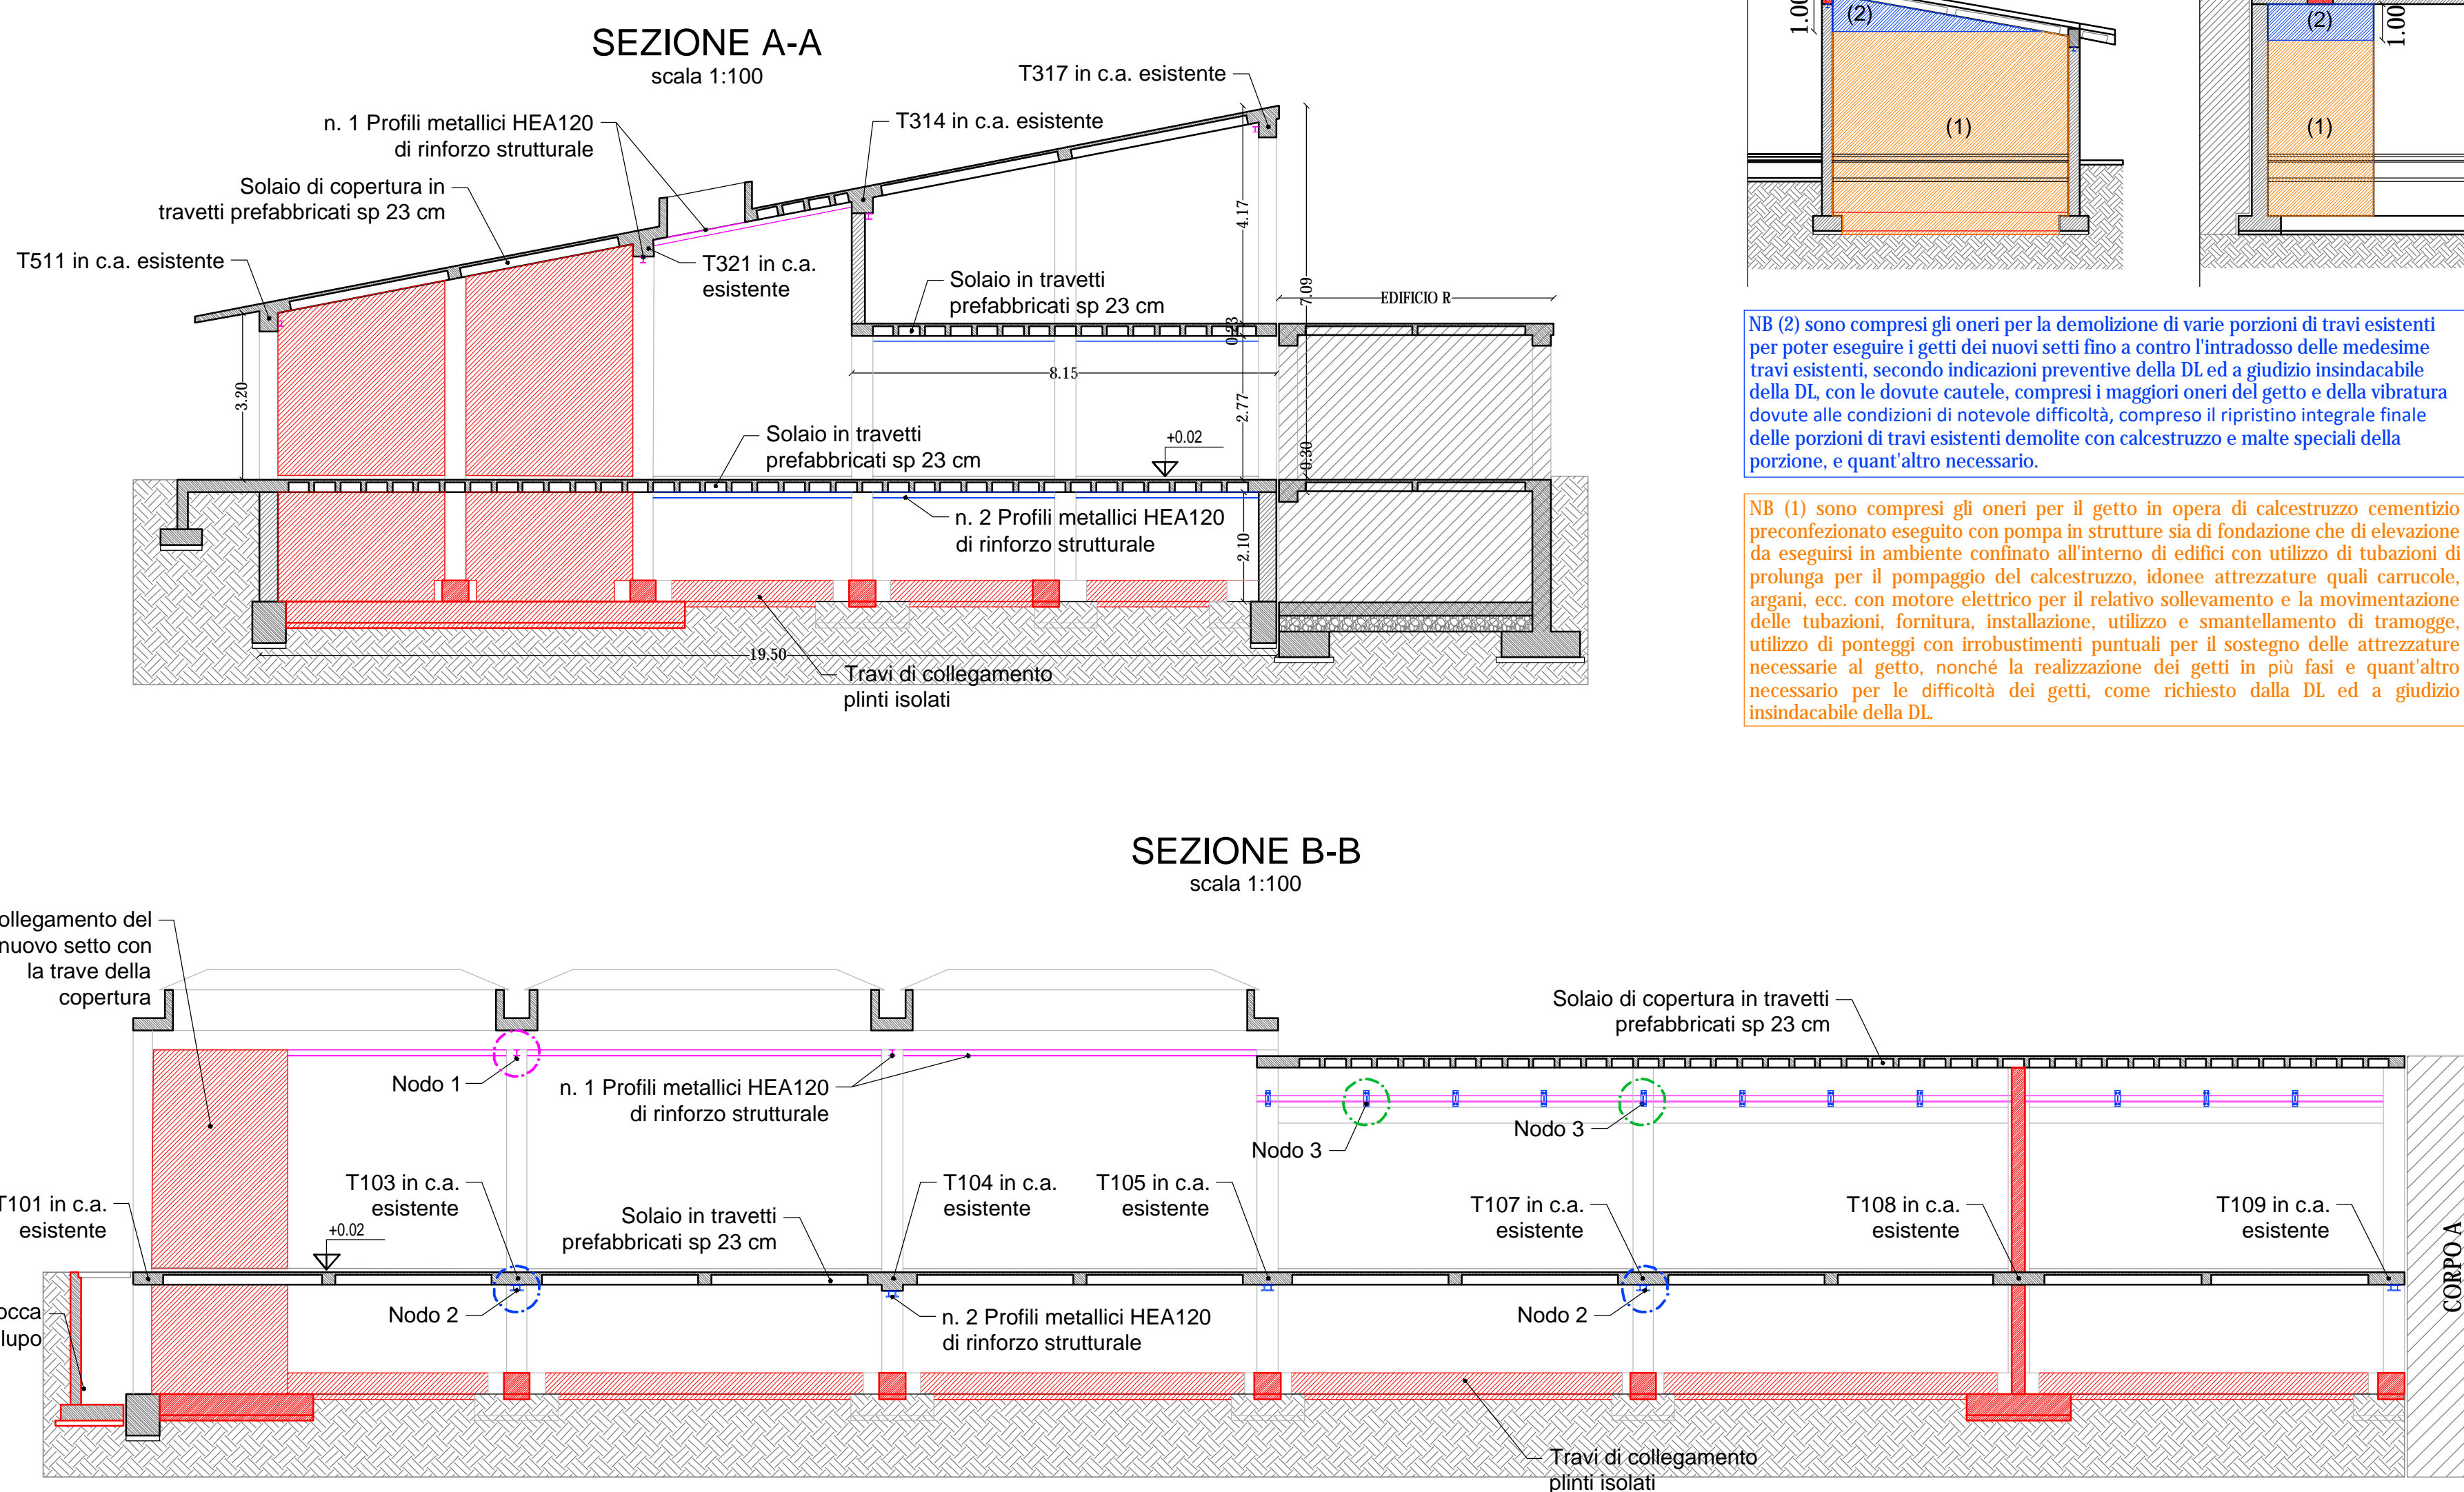 SEZIONE A-A
scala 1:100
T317 in c.a. esistente
n. 1 Profili metallici HEA120
di rinforzo strutturale
T314 in c.a. esistente
Solaio di copertura in
travetti prefabbricati sp 23 cm
T511 in c.a. esistente
T321 in c.a.
esistente
Solaio in travetti
prefabbricati sp 23 cm
EDIFICIO R
4.17
7.09
0.23
8.15
3.20
2.77
0.30
Solaio in travetti
prefabbricati sp 23 cm
+0.02
n. 2 Profili metallici HEA120
di rinforzo strutturale
2.10
19.50
Travi di collegamento
plinti isolati
1.00
(2)
(1)
(2)
1.00
(1)
NB (2) sono compresi gli oneri per la demolizione di varie porzioni di travi esistenti
per poter eseguire i getti dei nuovi setti fino a contro l'intradosso delle medesime
travi esistenti, secondo indicazioni preventive della DL ed a giudizio insindacabile
della DL, con le dovute cautele, compresi i maggiori oneri del getto e della vibratura
dovute alle condizioni di notevole difficoltà, compreso il ripristino integrale finale
delle porzioni di travi esistenti demolite con calcestruzzo e malte speciali della
porzione, e quant'altro necessario.
NB (1) sono compresi gli oneri per il getto in opera di calcestruzzo cementizio
preconfezionato eseguito con pompa in strutture sia di fondazione che di elevazione
da eseguirsi in ambiente confinato all'interno di edifici con utilizzo di tubazioni di
prolunga per il pompaggio del calcestruzzo, idonee attrezzature quali carrucole,
argani, ecc. con motore elettrico per il relativo sollevamento e la movimentazione
delle tubazioni, fornitura, installazione, utilizzo e smantellamento di tramogge,
utilizzo di ponteggi con irrobustimenti puntuali per il sostegno delle attrezzature
necessarie al getto, nonché la realizzazione dei getti in più fasi e quant'altro
necessario per le difficoltà dei getti, come richiesto dalla DL ed a giudizio
insindacabile della DL.
SEZIONE B-B
scala 1:100
ollegamento del
nuovo setto con
la trave della
copertura
Solaio di copertura in travetti
prefabbricati sp 23 cm
Nodo 1
n. 1 Profili metallici HEA120
di rinforzo strutturale
Nodo 3
Nodo 3
T101 in c.a.
esistente
+0.02
T103 in c.a.
esistente
Solaio in travetti
prefabbricati sp 23 cm
T104 in c.a.
esistente
T105 in c.a.
esistente
T107 in c.a.
esistente
T108 in c.a.
esistente
T109 in c.a.
esistente
CORPO A
occa
lupo
Nodo 2
n. 2 Profili metallici HEA120
di rinforzo strutturale
Nodo 2
Travi di collegamento
plinti isolati